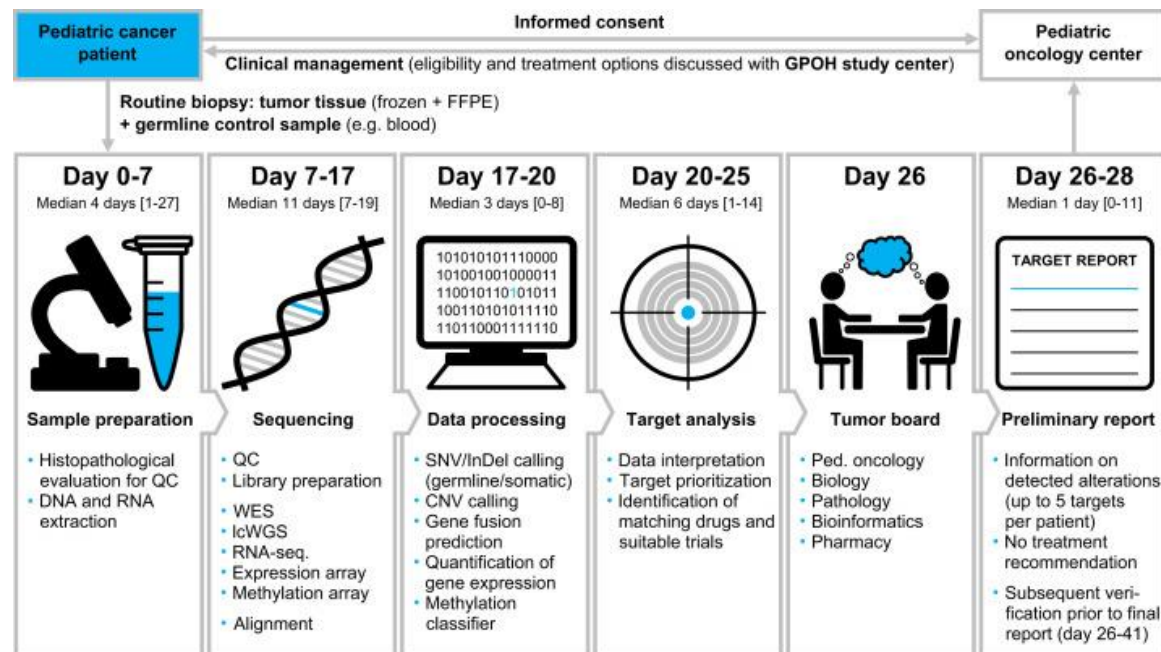 Pediatric cancer
patient
Informed consent
Clinical management (eligibility and treatment options discussed with GPOH study center)
Pediatric
oncology center
Routine biopsy: tumor tissue (frozen + FFPE)
+ germline control sample (e.g. blood)
Day 0-7
Median 4 days [1-27]
Sample preparation
• Histopathological
evaluation for QC
• DNA and RNA
extraction
Day 7-17
Median 11 days [7-19]
Sequencing
• QC
• Library preparation
• WES
• lcWGS
• RNA-seq.
• Expression array
• Methylation array
• Alignment
Day 17-20
Median 3 days [0-8]
101010101110000
101001001000011
110010110101011
100110101011110
110110001111110
Data processing
• SNV/InDel calling
(germline/somatic)
• CNV calling
• Gene fusion
prediction
• Quantification of
gene expression
• Methylation
classifier
Day 20-25
Median 6 days [1-14]
Target analysis
• Data interpretation
• Target prioritization
• Identification of
matching drugs and
suitable trials
Day 26
Tumor board
• Ped. oncology
• Biology
• Pathology
• Bioinformatics
• Pharmacy
Day 26-28
Median 1 day [0-11]
TARGET REPORT
Preliminary report
• Information on
detected alterations
(up to 5 targets
per patient)
• No treatment
recommendation
• Subsequent veri-
fication prior to final
report (day 26-41)